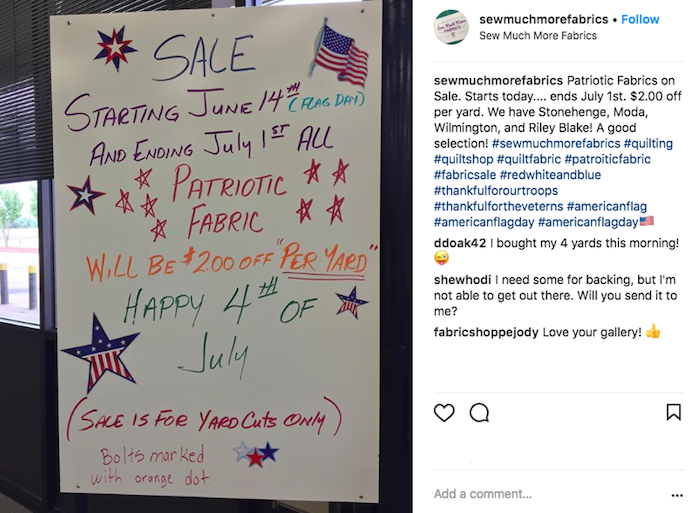 SALE
STARTING JUNE 14TH (FLAG DAY)
AND ENDING July 1ST ALL
PATRIOTIC
FABRIC
WILL BE $2.00 OFF "PER YARD"
HAPPY 4TH OF
July
(SALE IS FOR YARD CUTS ONLY)
Bolts marked
with orange dot.
sewmuchmorefabrics • Follow
Sew Much More Fabrics
sewmuchmorefabrics Patriotic Fabrics on
Sale. Starts today.... ends July 1st. $2.00 off
per yard. We have Stonehenge, Moda,
Wilmington, and Riley Blake! A good
selection! #sewmuchmorefabrics #quilting
#quiltshop #quiltfabric #patroiticfabric
#fabricsale #redwhiteandblue
#thankfulforourtroops
#thankfulfortheveterns #americanflag
#americanflagday #americanflagday🇺🇸
ddoak42 I bought my 4 yards this morning!
😜
shewhodi I need some for backing, but I'm
not able to get out there. Will you send it to
me?
fabricshoppejody Love your gallery! 👍
Add a comment...